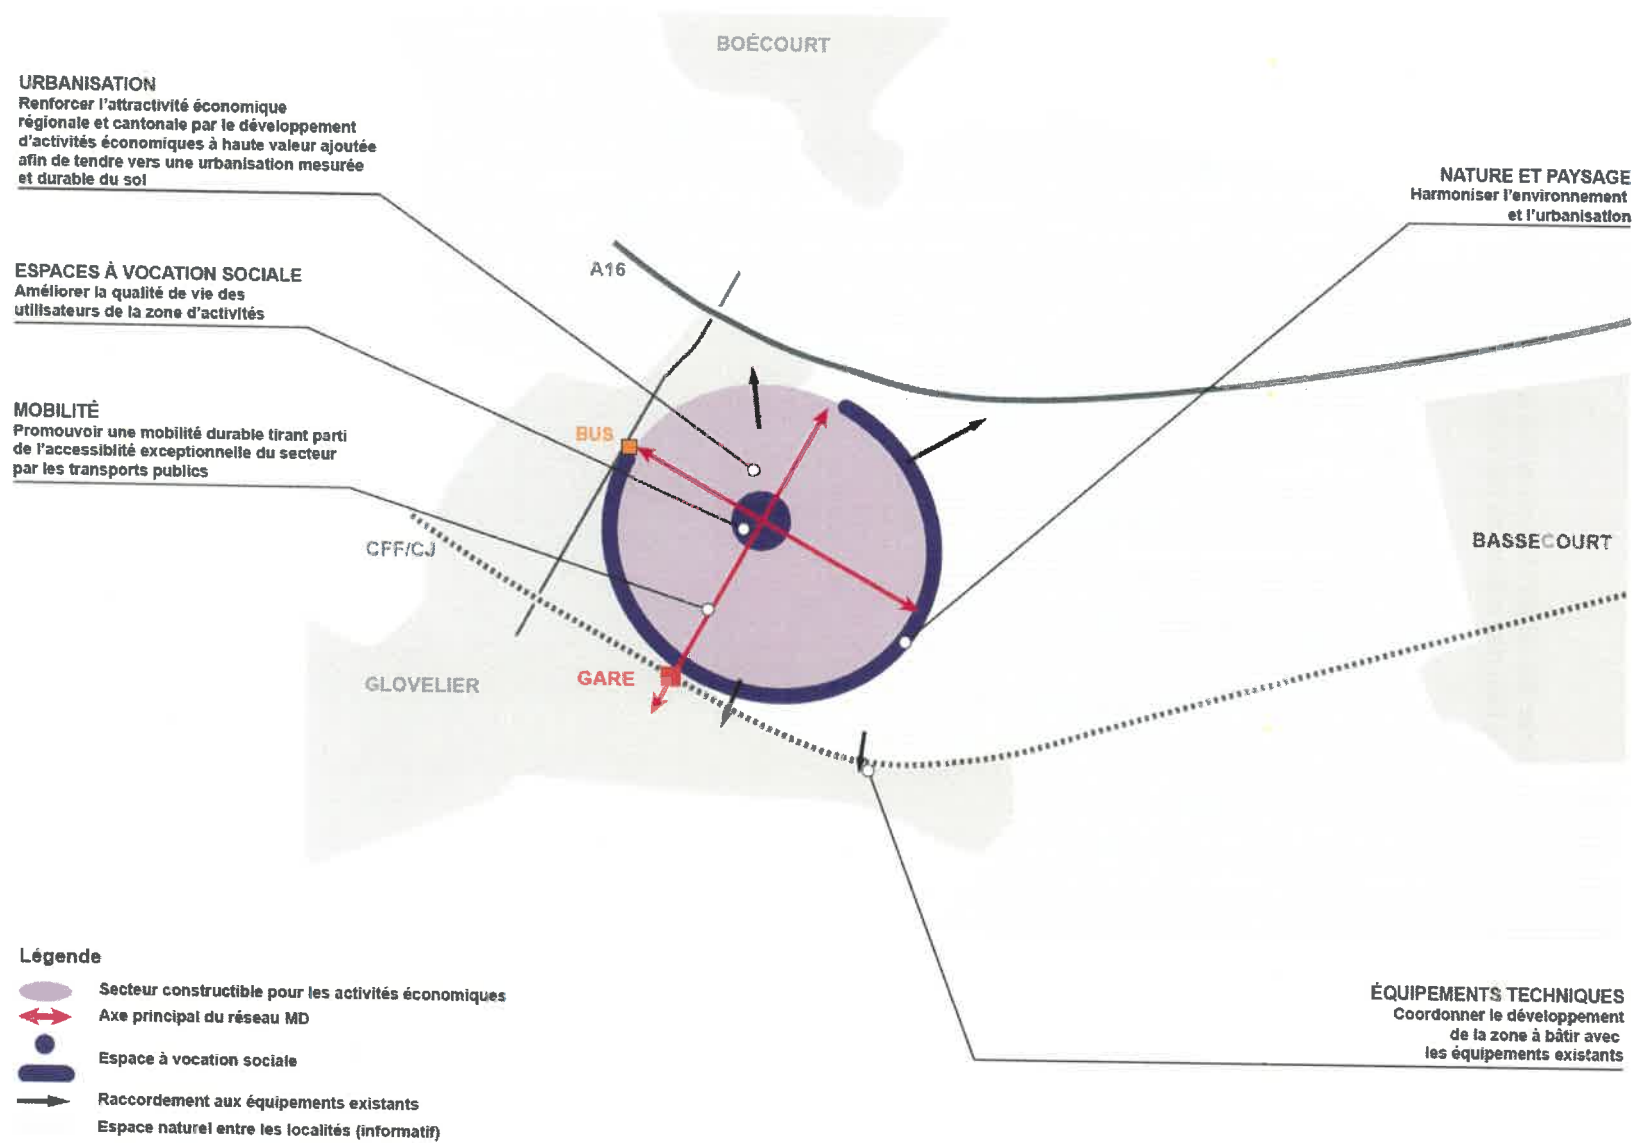 BOÉCOURT
URBANISATION
Renforcer l'attractivité économique
régionale et cantonale par le développement
d'activités économiques à haute valeur ajoutée
afin de tendre vers une urbanisation mesurée
et durable du sol
NATURE ET PAYSAGE
Harmoniser l'environnement
et l'urbanisation
ESPACES À VOCATION SOCIALE
Améliorer la qualité de vie des
utilisateurs de la zone d'activités
A16
MOBILITÉ
Promouvoir une mobilité durable tirant parti
de l'accessiblité exceptionnelle du secteur
par les transports publics
BUS
CFF/CJ
BASSECOURT
GLOVELIER
GARE
Légende
Secteur constructible pour les activités économiques
Axe principal du réseau MD
Espace à vocation sociale
Raccordement aux équipements existants
Espace naturel entre les localités (informatif)
ÉQUIPEMENTS TECHNIQUES
Coordonner le développement
de la zone à bâtir avec
les équipements existants